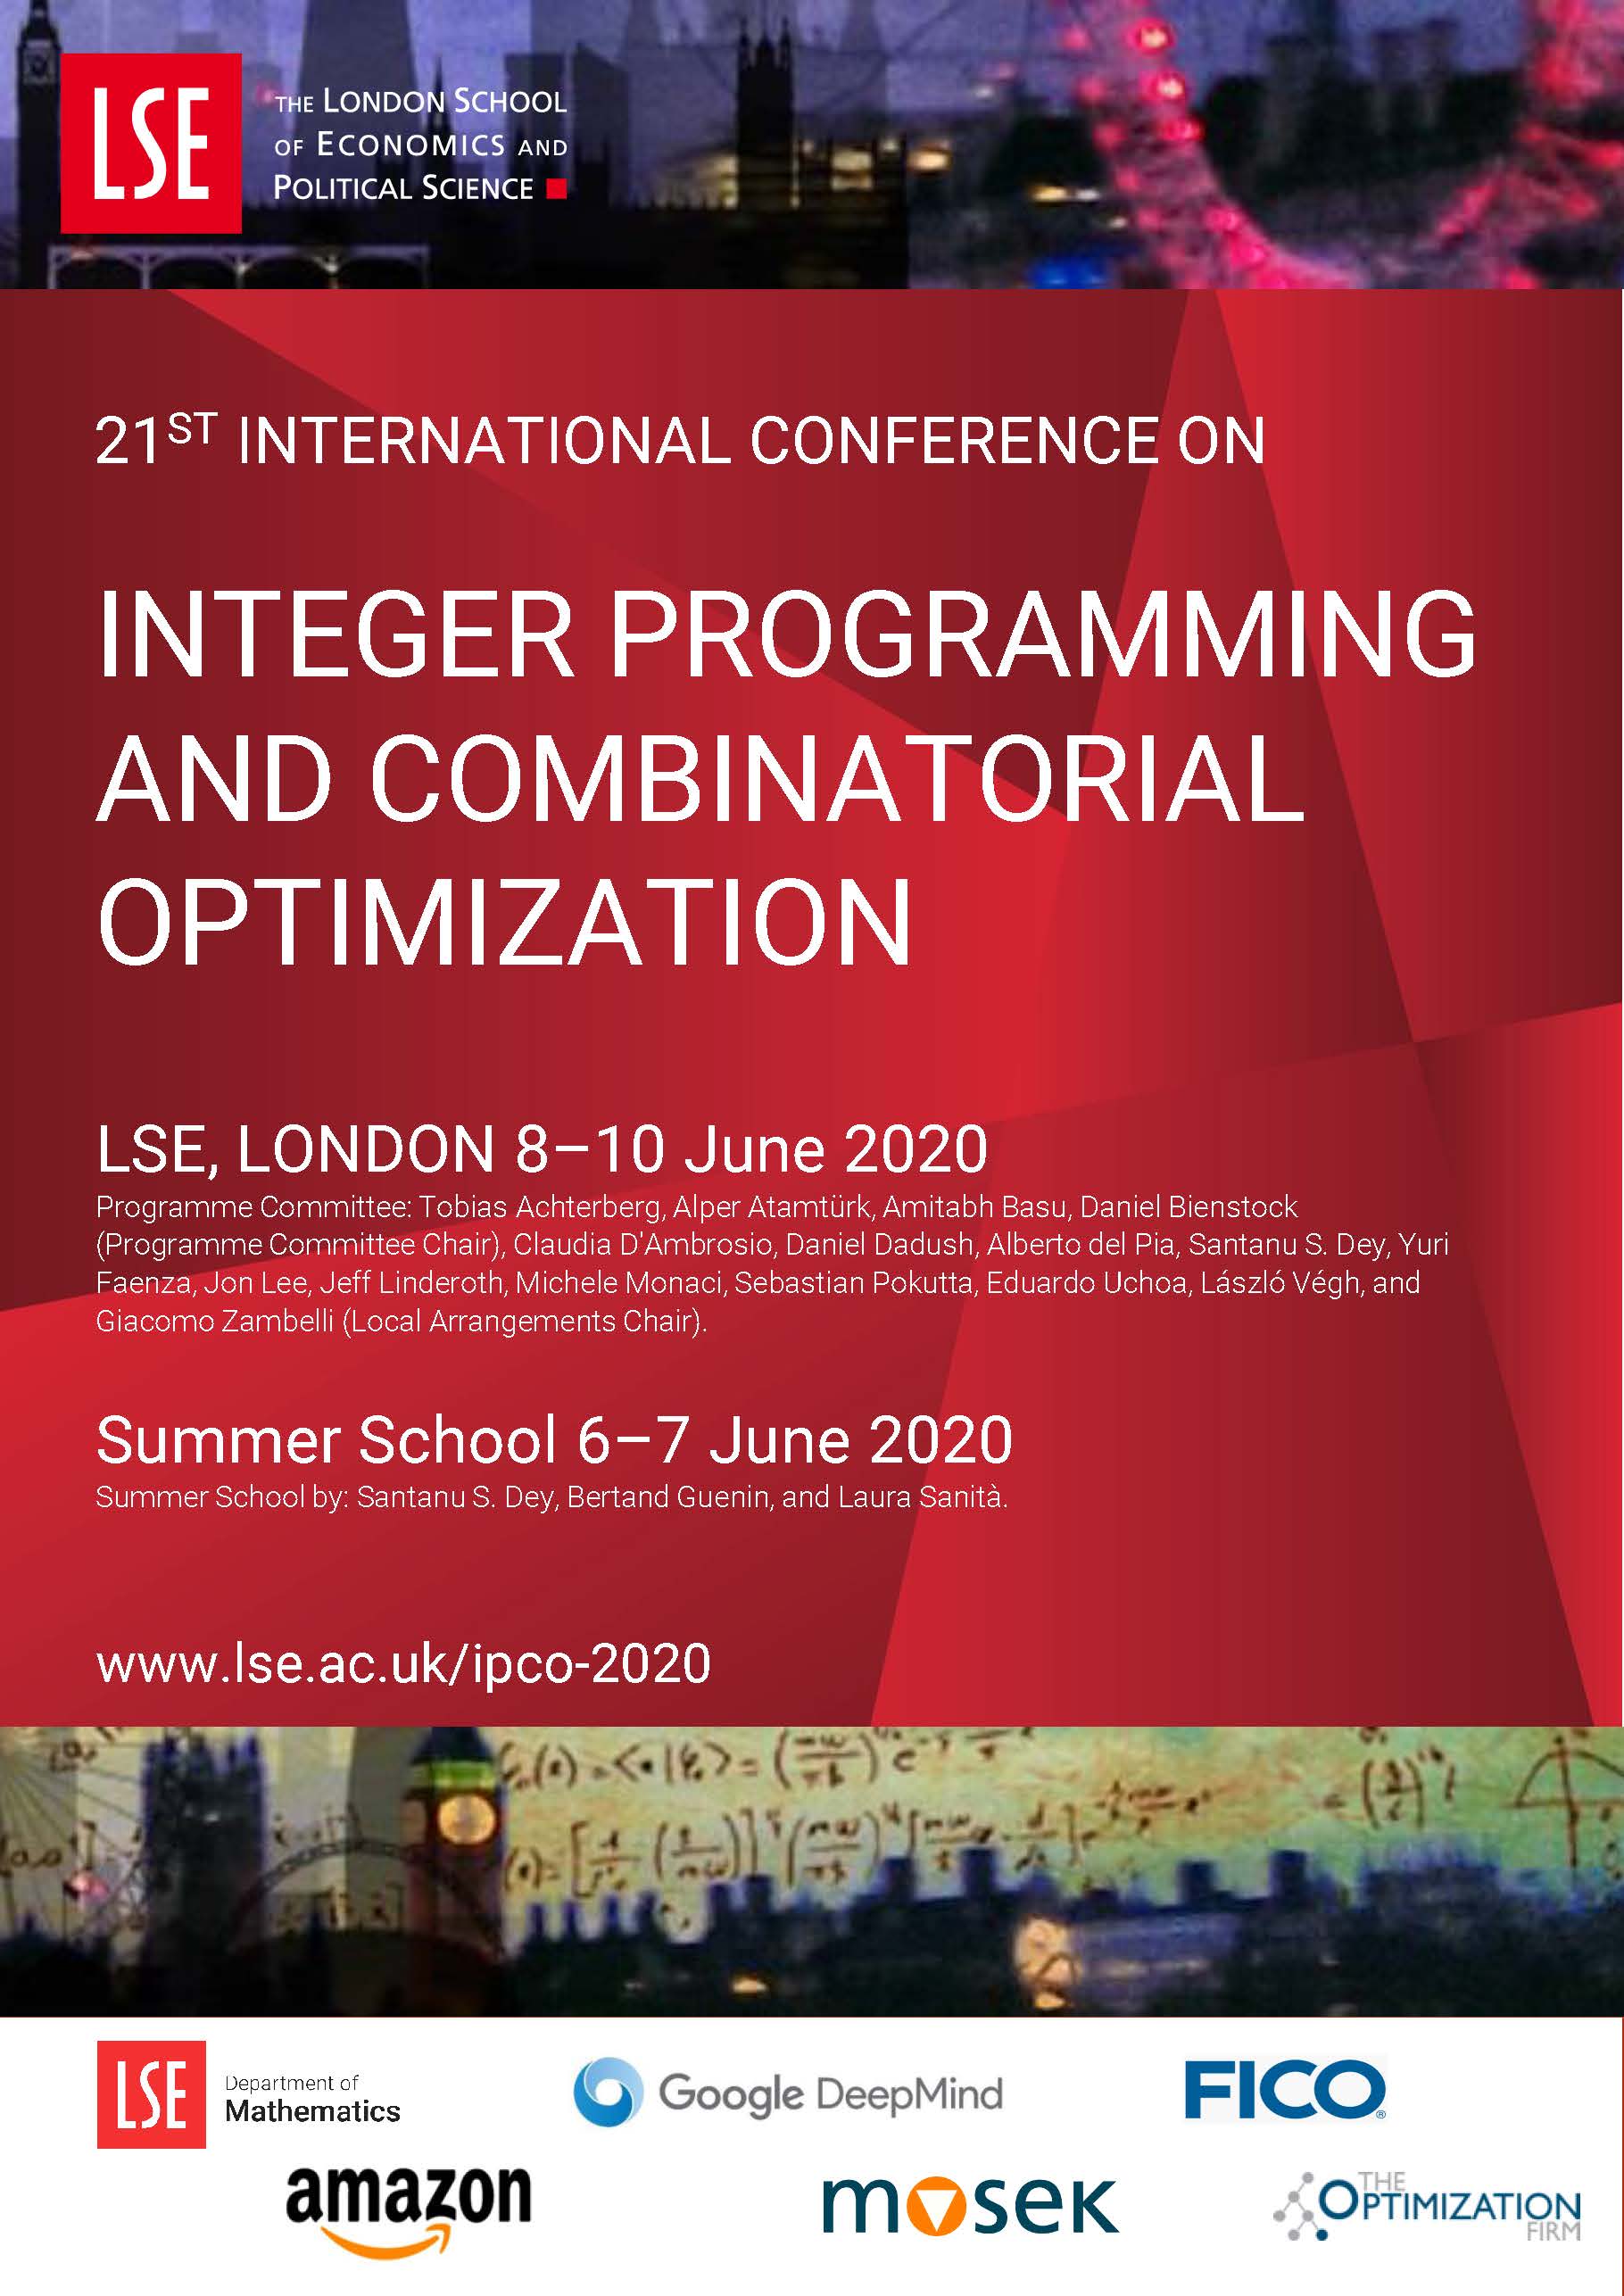 LSE
THE LONDON SCHOOL
OF ECONOMICS AND
POLITICAL SCIENCE
21ST INTERNATIONAL CONFERENCE ON
INTEGER PROGRAMMING
AND COMBINATORIAL
OPTIMIZATION
LSE, LONDON 8–10 June 2020
Programme Committee: Tobias Achterberg, Alper Atamtürk, Amitabh Basu, Daniel Bienstock
(Programme Committee Chair), Claudia D'Ambrosio, Daniel Dadush, Alberto del Pia, Santanu S. Dey, Yuri
Faenza, Jon Lee, Jeff Linderoth, Michele Monaci, Sebastian Pokutta, Eduardo Uchoa, László Végh, and
Giacomo Zambelli (Local Arrangements Chair).
Summer School 6–7 June 2020
Summer School by: Santanu S. Dey, Bertand Guenin, and Laura Sanità.
www.lse.ac.uk/ipco-2020
LSE
Department of
Mathematics
Google DeepMind
FICO®
amazon
mosek
THE
OPTIMIZATION
FIRM